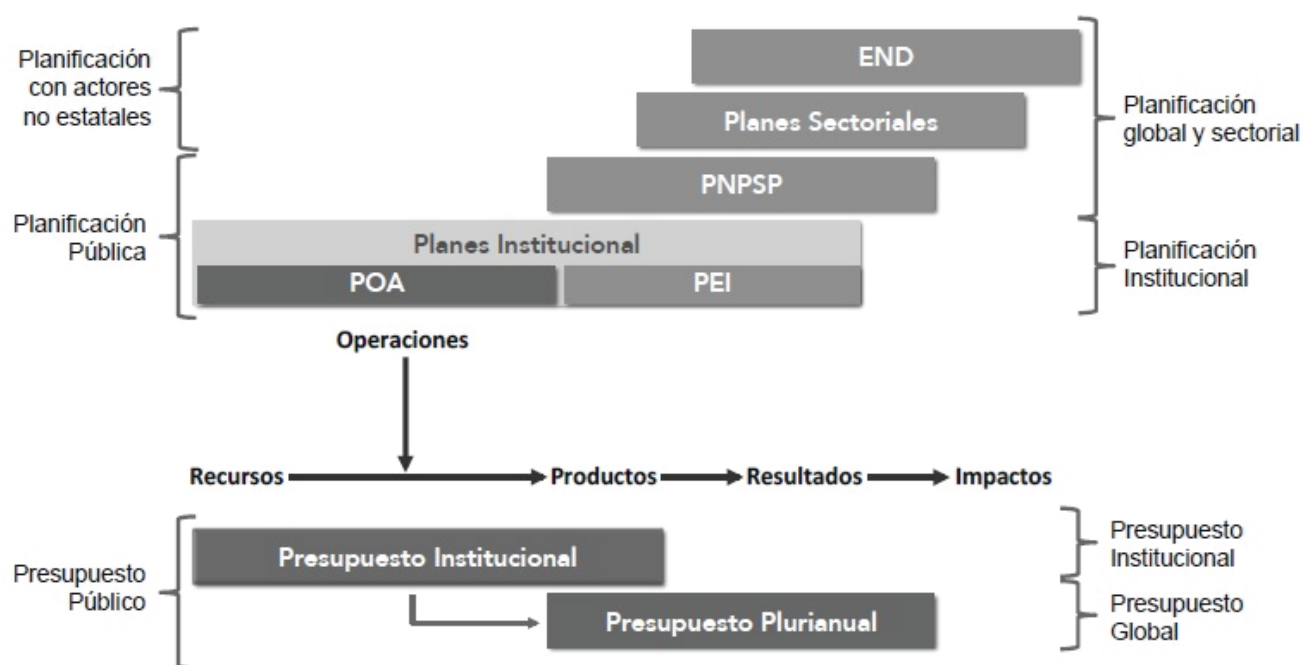 END
Planificación
con actores
no estatales
Planes Sectoriales
Planificación
global y sectorial
PNPSP
Planificación
Pública
Planes Institucional
POA
PEI
Planificación
Institucional
Operaciones
Recursos
Productos
Resultados
Impactos
Presupuesto Institucional
Presupuesto
Institucional
Presupuesto
Público
Presupuesto Plurianual
Presupuesto
Global